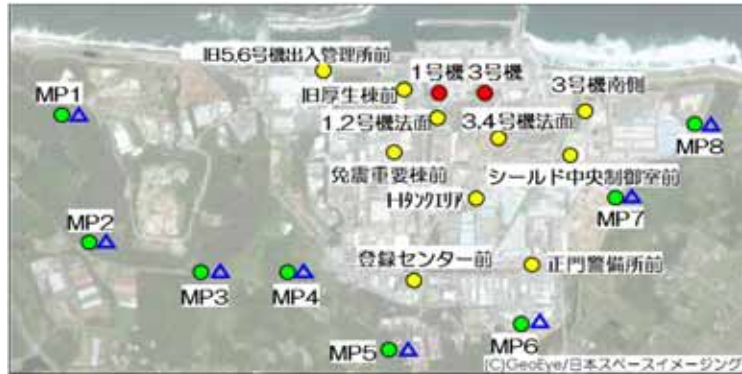 旧5,6号機出入管理所前
1号機
3号機
MP1
旧厚生棟前
3号機南側
1,2号機法面
3,4号機法面
MP8
免震重要棟前
シールド中央制御室前
Hタンクエリア
MP7
MP2
登録センター前
正門警備所前
MP3
MP4
MP5
MP6
(C)GeoEye/日本スペースイメージング